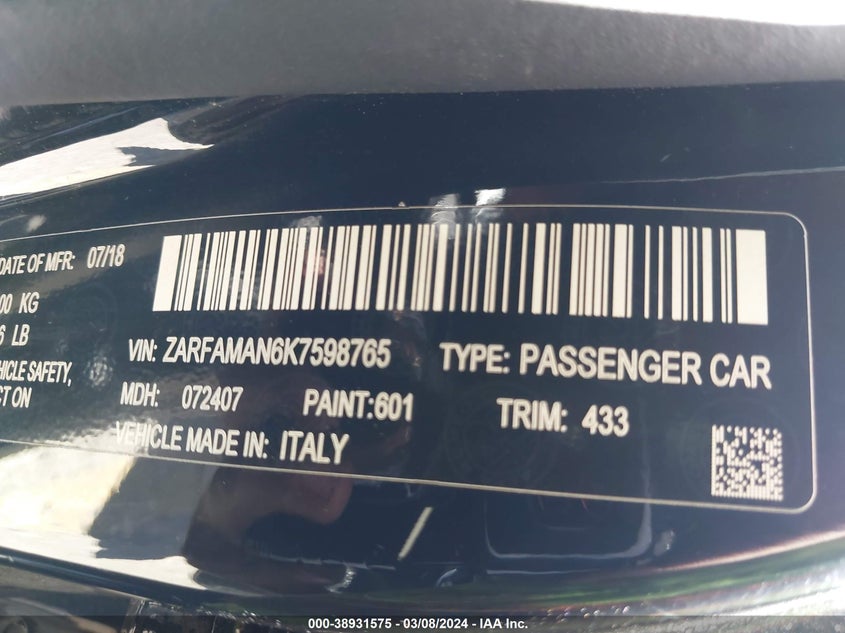 DATE OF MFR: 07/18
00 KG
6 LB
VIN: ZARFAMAN6K7598765 TYPE: PASSENGER CAR
HICLE SAFETY,
CT ON
MDH: 072407 PAINT:601 TRIM: 433
VEHICLE MADE IN: ITALY
000-38931575 — 03/08/2024 — IAA Inc.